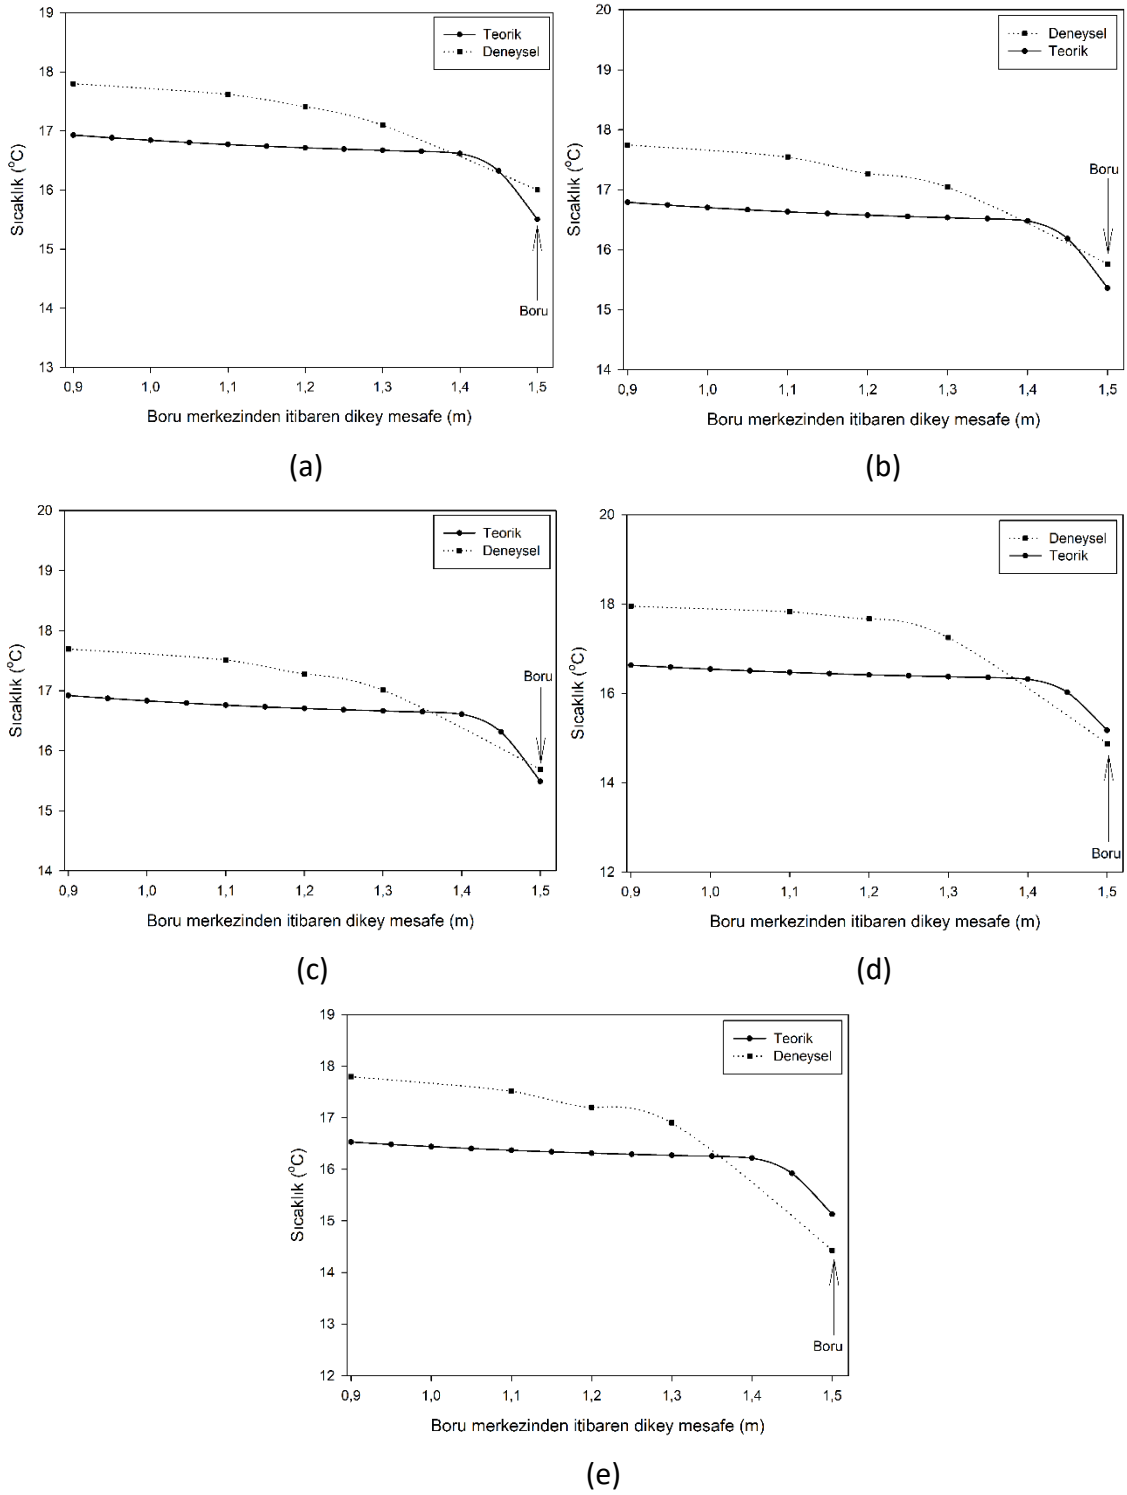 19
18
17
16
15
14
13
Sıcaklık (°C)
Teorik
Deneysel
Boru
0,9 1,0 1,1 1,2 1,3 1,4 1,5
Boru merkezinden itibaren dikey mesafe (m)
(a)
20
19
18
17
16
15
14
Sıcaklık (°C)
Deneysel
Teorik
Boru
0,9 1,0 1,1 1,2 1,3 1,4 1,5
Boru merkezinden itibaren dikey mesafe (m)
(b)
20
19
18
17
16
15
14
Sıcaklık (°C)
Teorik
Deneysel
Boru
0,9 1,0 1,1 1,2 1,3 1,4 1,5
Boru merkezinden itibaren dikey mesafe (m)
(c)
20
18
16
14
12
Sıcaklık (°C)
Deneysel
Teorik
Boru
0,9 1,0 1,1 1,2 1,3 1,4 1,5
Boru merkezinden itibaren dikey mesafe (m)
(d)
19
18
17
16
15
14
13
12
Sıcaklık (°C)
Teorik
Deneysel
Boru
0,9 1,0 1,1 1,2 1,3 1,4 1,5
Boru merkezinden itibaren dikey mesafe (m)
(e)